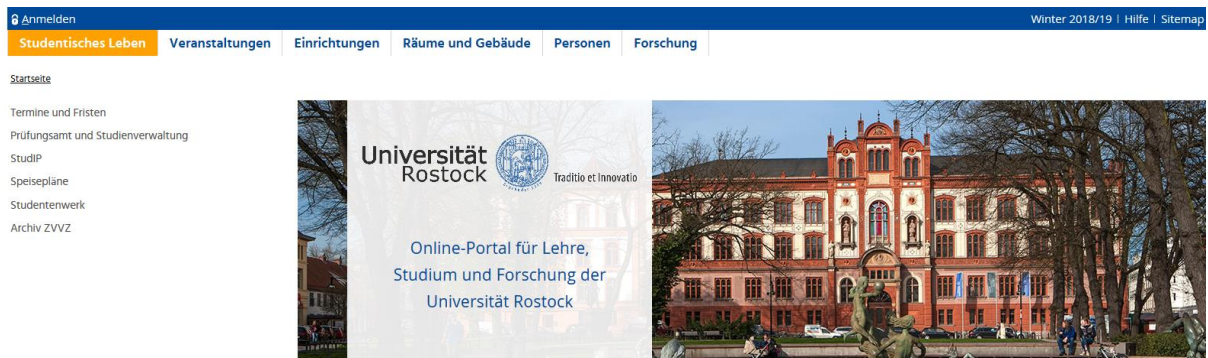 Anmelden
Winter 2018/19 | Hilfe | Sitemap
Studentisches Leben
Veranstaltungen
Einrichtungen
Räume und Gebäude
Personen
Forschung
Startseite
Termine und Fristen
Prüfungsamt und Studienverwaltung
StudIP
Speisepläne
Studentenwerk
Archiv ZVVZ
Universität
Rostock
Traditio et Innovatio
Online-Portal für Lehre,
Studium und Forschung der
Universität Rostock